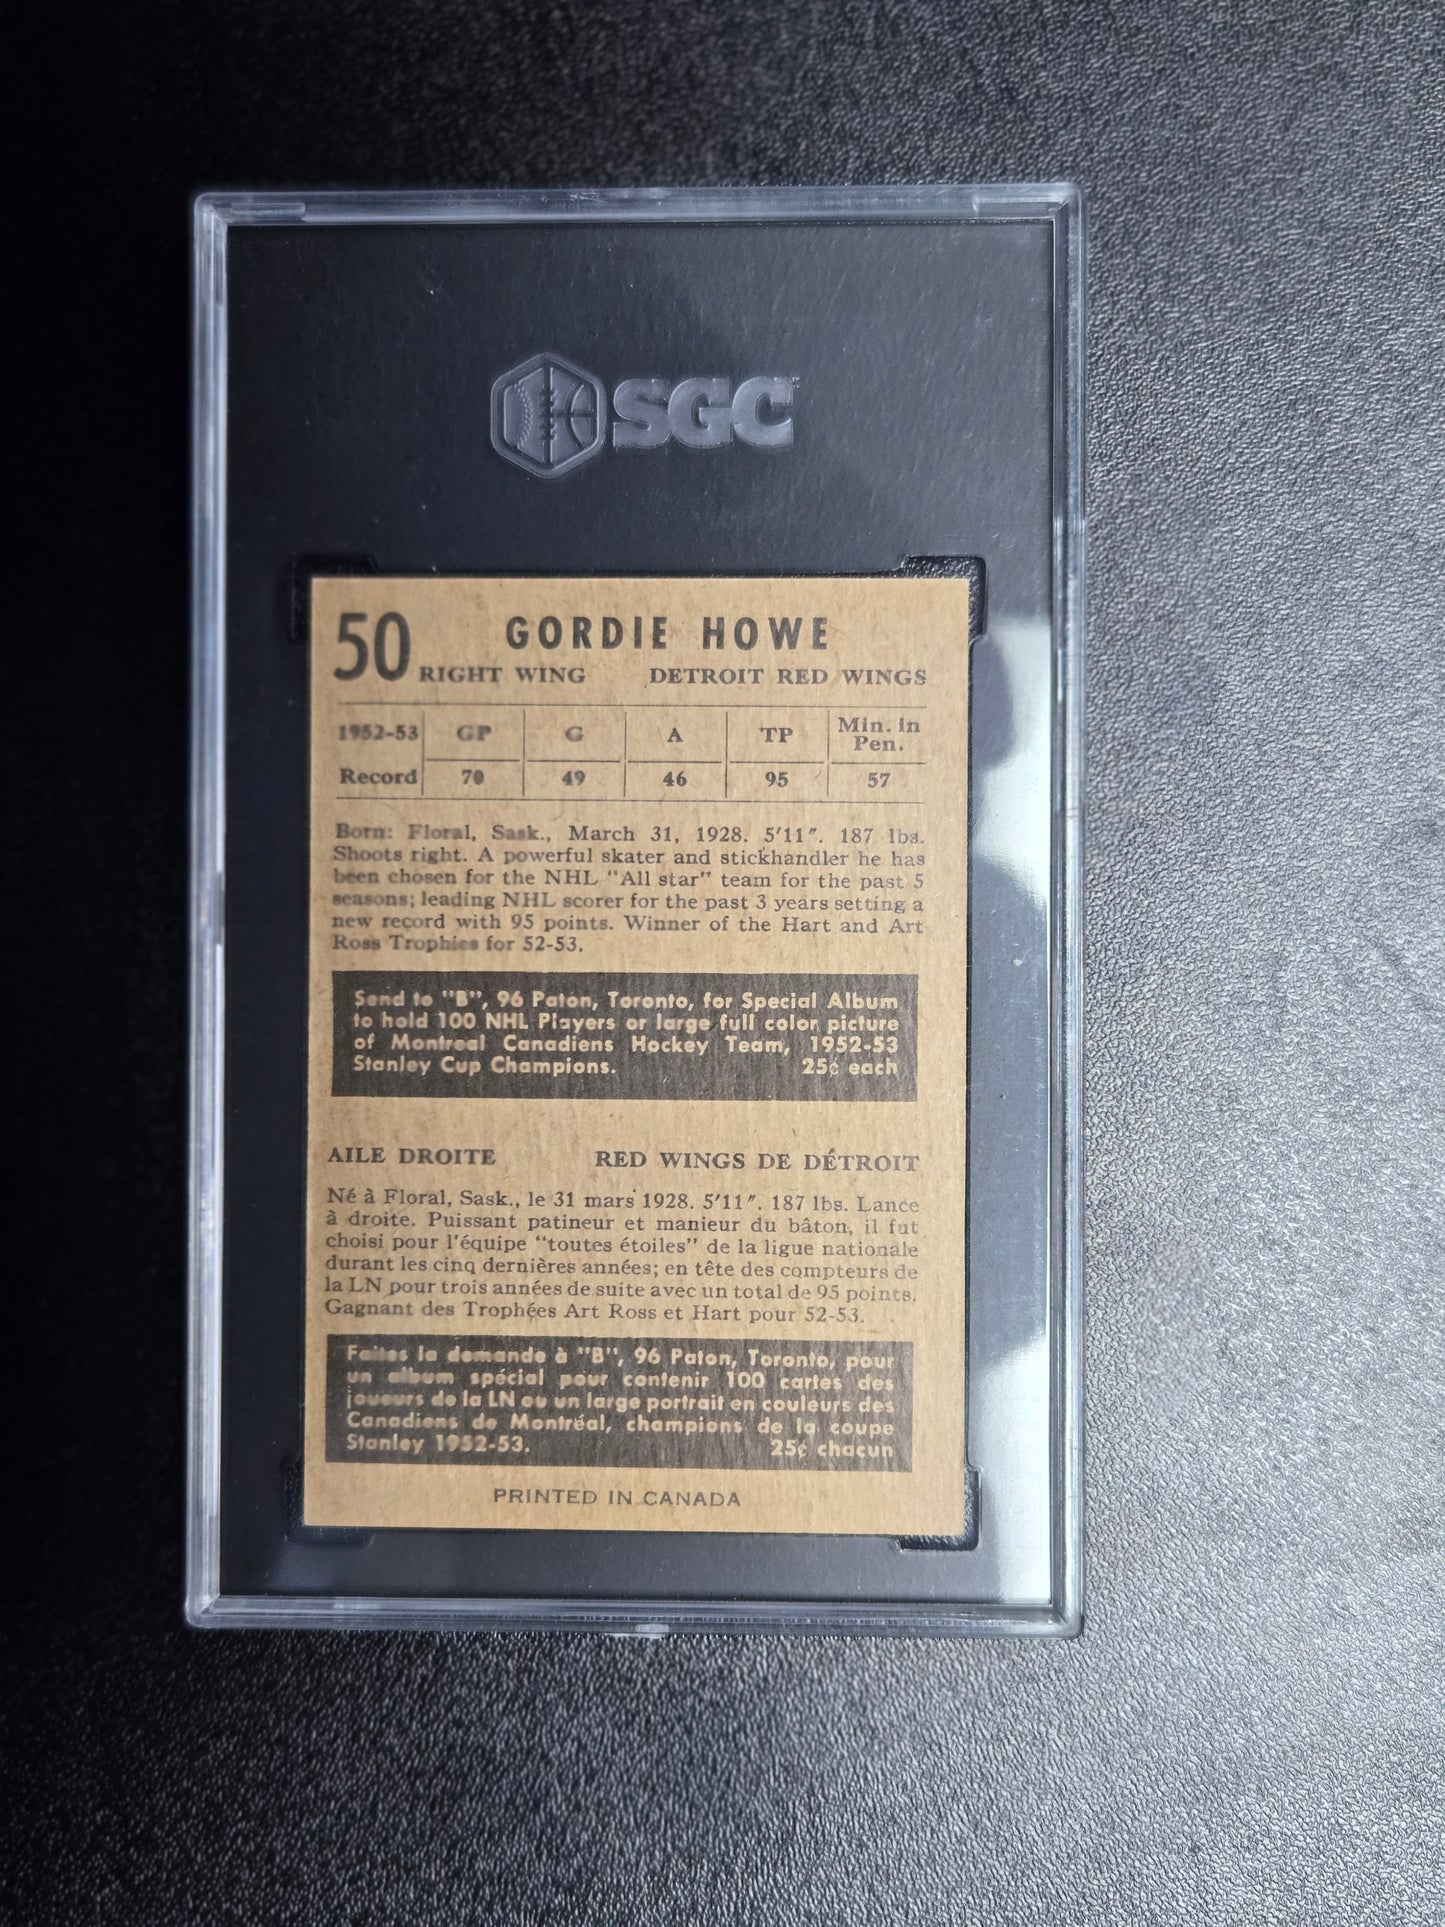 SGC
50 GORDIE HOWE
RIGHT WING DETROIT RED WINGS
1952-53 GP G A TP Min. in Pen.
Record 70 49 46 95 57
Born: Floral, Sask., March 31, 1928. 5'11". 187 lbs.
Shoots right. A powerful skater and stickhandler he has
been chosen for the NHL "All star" team for the past 5
seasons; leading NHL scorer for the past 3 years setting a
new record with 95 points. Winner of the Hart and Art
Ross Trophies for 52-53.
Send to "B", 96 Paton, Toronto, for Special Album
to hold 100 NHL Players or large full color picture
of Montreal Canadiens Hockey Team, 1952-53
Stanley Cup Champions. 25¢ each
AILE DROITE RED WINGS DE DÉTROIT
Né à Floral, Sask., le 31 mars 1928. 5'11". 187 lbs. Lance
à droite. Puissant patineur et manieur du bâton, il fut
choisi pour l'équipe "toutes étoiles" de la ligue nationale
durant les cinq dernières années; en tête des compteurs de
la LN pour trois années de suite avec un total de 95 points.
Gagnant des Trophées Art Ross et Hart pour 52-53.
Faites la demande à "B", 96 Paton, Toronto, pour
un album spécial pour contenir 100 cartes des
joueurs de la LN ou un large portrait en couleurs des
Canadiens de Montréal, champions de la coupe
Stanley 1952-53. 25¢ chacun
PRINTED IN CANADA